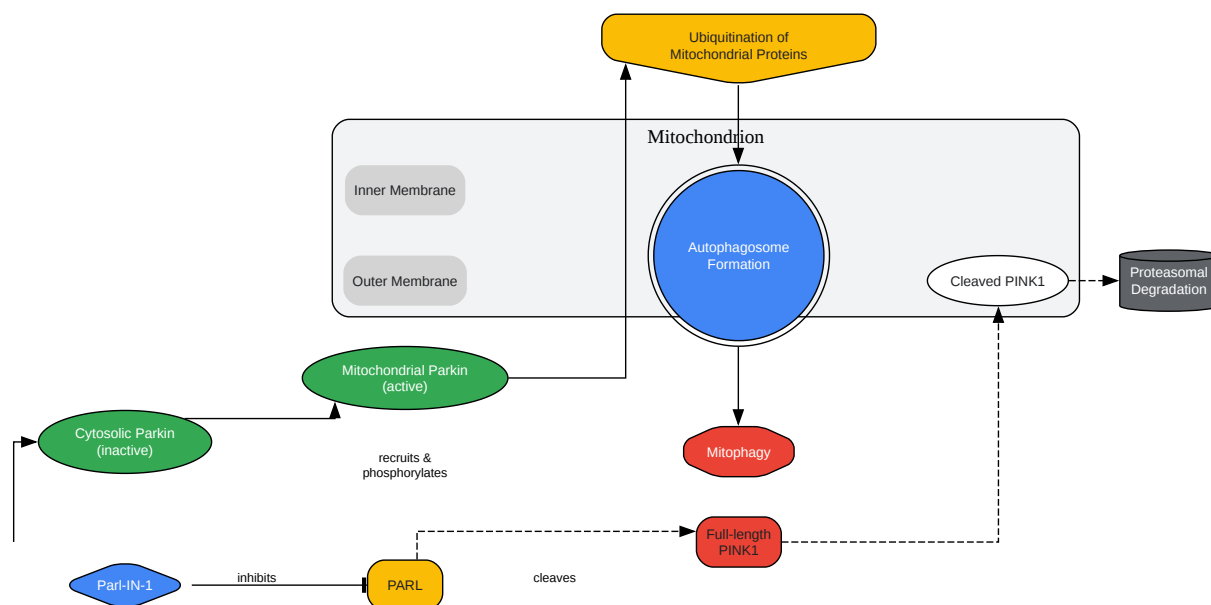 Ubiquitination of
Mitochondrial Proteins
Mitochondrion
Inner Membrane
Autophagosome
Formation
Outer Membrane
Cleaved PINK1
Proteasomal
Degradation
Mitochondrial Parkin
(active)
Cytosolic Parkin
(inactive)
recruits &
phosphorylates
Mitophagy
Full-length
PINK1
Parl-IN-1
inhibits
PARL
cleaves